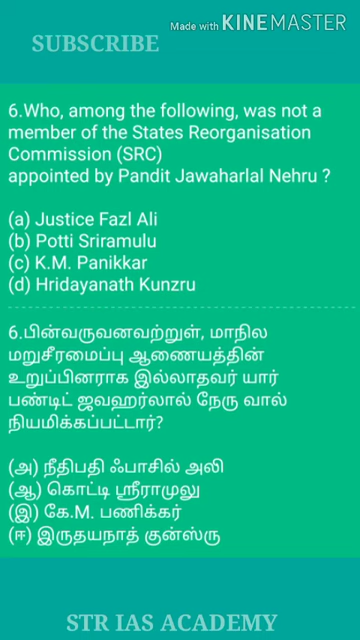 Made with KINEMASTER
SUBSCRIBE
6.Who, among the following, was not a
member of the States Reorganisation
Commission (SRC)
appointed by Pandit Jawaharlal Nehru ?
(a) Justice Fazl Ali
(b) Potti Sriramulu
(c) K.M. Panikkar
(d) Hridayanath Kunzru
6.பின்வருவனவற்றுள், மாநில
மறுசீரமைப்பு ஆணையத்தின்
உறுப்பினராக இல்லாதவர் யார்
பண்டிட் ஜவஹர்லால் நேரு வால்
நியமிக்கப்பட்டார்?
(அ) நீதிபதி ஃபாசில் அலி
(ஆ) கொட்டி ஸ்ரீராமுலு
(இ) கே.M. பணிக்கர்
(ஈ) இருதயநாத் குன்ஸ்ரு
STR IAS ACADEMY